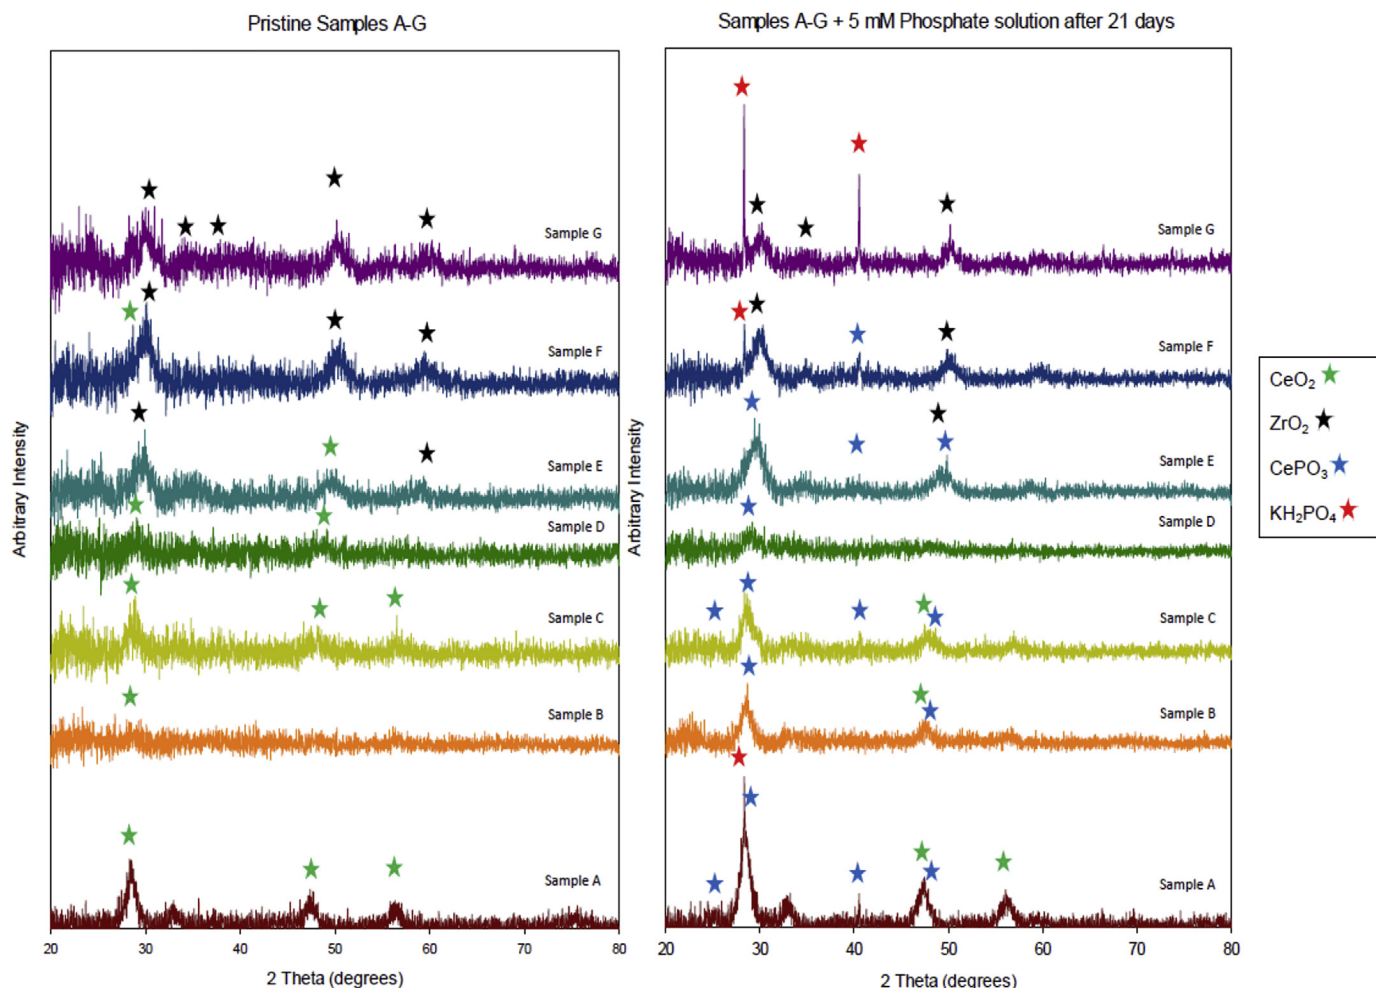 Pristine Samples A-G
Arbitrary Intensity
Sample G
Sample F
Sample E
Sample D
Sample C
Sample B
Sample A
20 30 40 50 60 70 80
2 Theta (degrees)
Samples A-G + 5 mM Phosphate solution after 21 days
Arbitrary Intensity
Sample G
Sample F
Sample E
Sample D
Sample C
Sample B
Sample A
20 30 40 50 60 70 80
2 Theta (degrees)
CeO₂
ZrO₂
CePO₃
KH₂PO₄